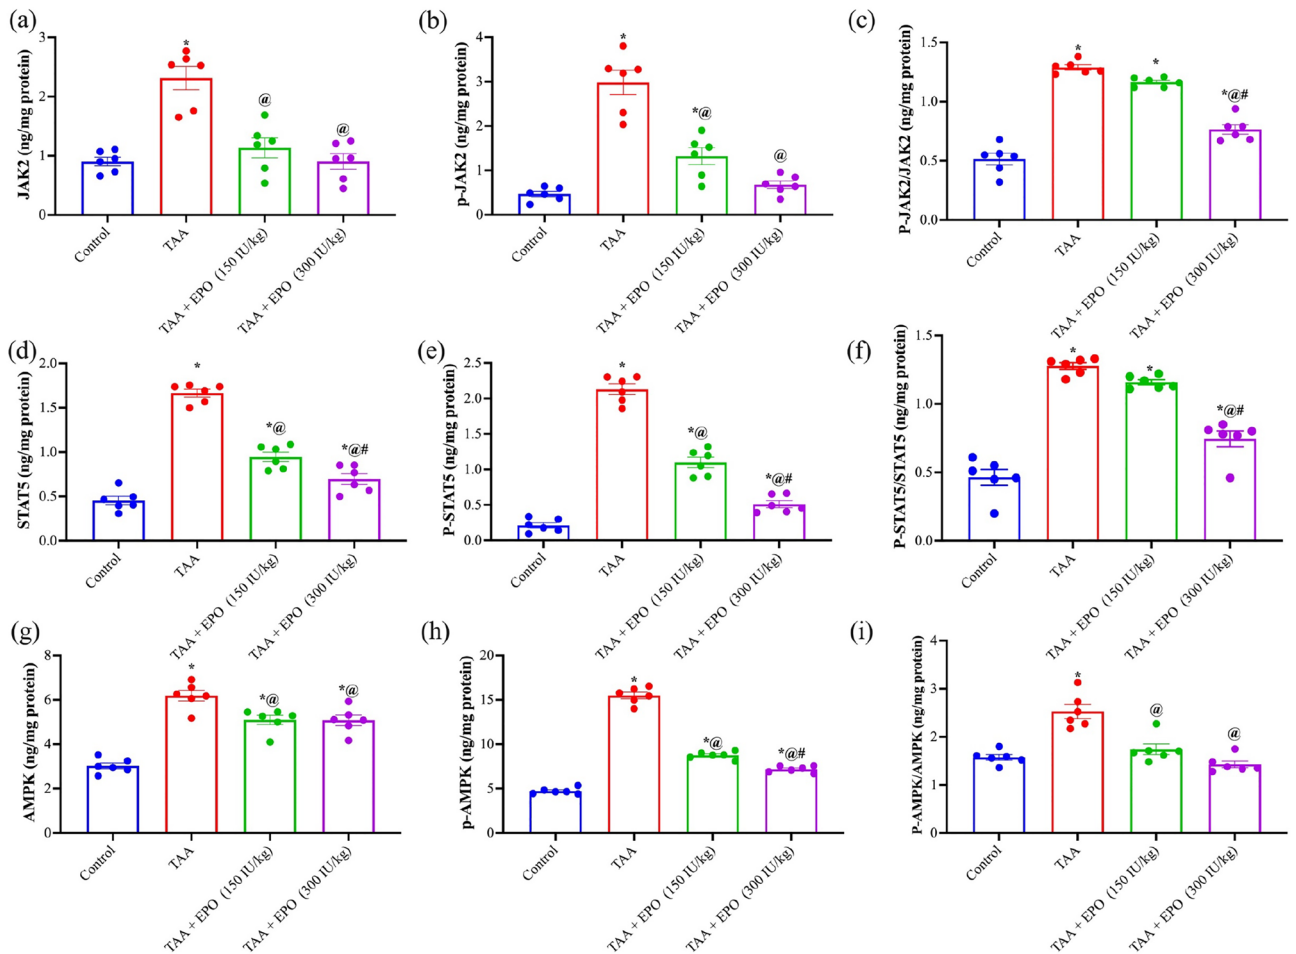 (a)
JAK2 (ng/mg protein)
3
2
1
0
*
@
@
Control
TAA
TAA + EPO (150 IU/kg)
TAA + EPO (300 IU/kg)
(b)
p-JAK2 (ng/mg protein)
4
3
2
1
0
*
*@
@
Control
TAA
TAA + EPO (150 IU/kg)
TAA + EPO (300 IU/kg)
(c)
P-JAK2/JAK2 (ng/mg protein)
1.5
1.0
0.5
0.0
*
*
*@#
Control
TAA
TAA + EPO (150 IU/kg)
TAA + EPO (300 IU/kg)
(d)
STAT5 (ng/mg protein)
2.0
1.5
1.0
0.5
0.0
*
*@
*@#
Control
TAA
TAA + EPO (150 IU/kg)
TAA + EPO (300 IU/kg)
(e)
P-STAT5 (ng/mg protein)
2.5
2.0
1.5
1.0
0.5
0.0
*
*@
*@#
Control
TAA
TAA + EPO (150 IU/kg)
TAA + EPO (300 IU/kg)
(f)
P-STAT5/STAT5 (ng/mg protein)
1.5
1.0
0.5
0.0
*
*
*@#
Control
TAA
TAA + EPO (150 IU/kg)
TAA + EPO (300 IU/kg)
(g)
AMPK (ng/mg protein)
8
6
4
2
0
*
*@
*@
Control
TAA
TAA + EPO (150 IU/kg)
TAA + EPO (300 IU/kg)
(h)
p-AMPK (ng/mg protein)
20
15
10
5
0
*
*@
*@#
Control
TAA
TAA + EPO (150 IU/kg)
TAA + EPO (300 IU/kg)
(i)
P-AMPK/AMPK (ng/mg protein)
4
3
2
1
0
*
@
@
Control
TAA
TAA + EPO (150 IU/kg)
TAA + EPO (300 IU/kg)